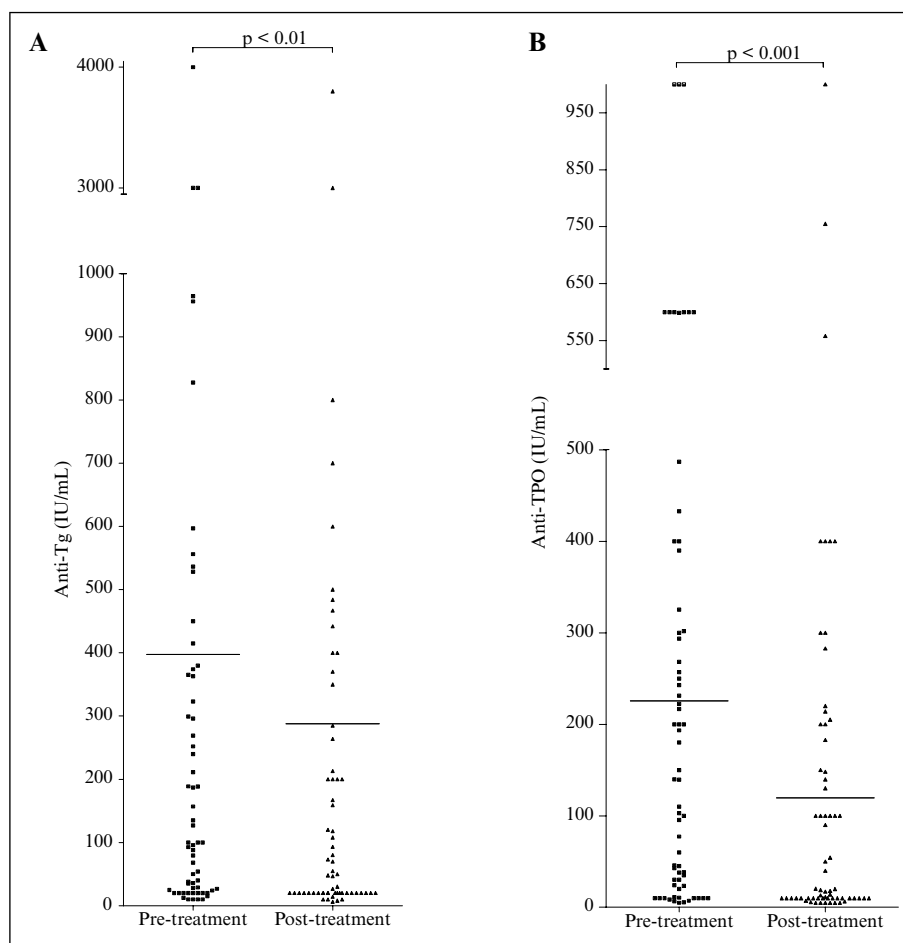 A
p < 0.01
4000
3000
1000
900
800
700
600
500
400
300
200
100
0
Anti-Tg (IU/mL)
Pre-treatment
Post-treatment
B
p < 0.001
950
850
750
650
550
500
400
300
200
100
0
Anti-TPO (IU/mL)
Pre-treatment
Post-treatment